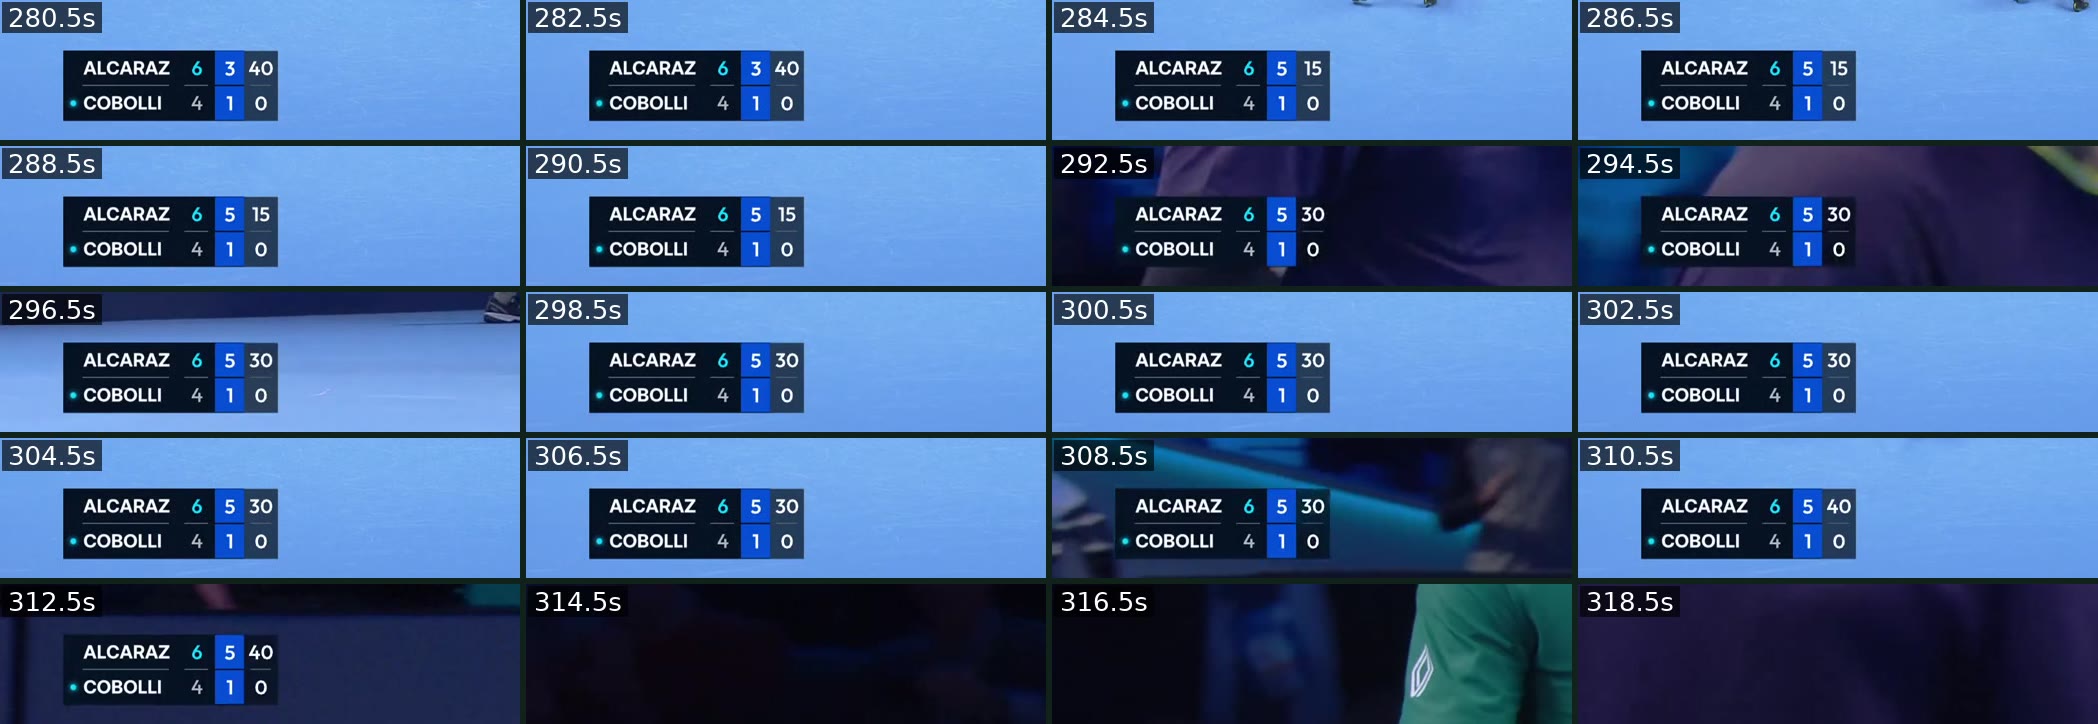 280.5s
ALCARAZ 6 3 40
COBOLLI 4 1 0
282.5s
ALCARAZ 6 3 40
COBOLLI 4 1 0
284.5s
ALCARAZ 6 5 15
COBOLLI 4 1 0
286.5s
ALCARAZ 6 5 15
COBOLLI 4 1 0
288.5s
ALCARAZ 6 5 15
COBOLLI 4 1 0
290.5s
ALCARAZ 6 5 15
COBOLLI 4 1 0
292.5s
ALCARAZ 6 5 30
COBOLLI 4 1 0
294.5s
ALCARAZ 6 5 30
COBOLLI 4 1 0
296.5s
ALCARAZ 6 5 30
COBOLLI 4 1 0
298.5s
ALCARAZ 6 5 30
COBOLLI 4 1 0
300.5s
ALCARAZ 6 5 30
COBOLLI 4 1 0
302.5s
ALCARAZ 6 5 30
COBOLLI 4 1 0
304.5s
ALCARAZ 6 5 30
COBOLLI 4 1 0
306.5s
ALCARAZ 6 5 30
COBOLLI 4 1 0
308.5s
ALCARAZ 6 5 30
COBOLLI 4 1 0
310.5s
ALCARAZ 6 5 40
COBOLLI 4 1 0
312.5s
ALCARAZ 6 5 40
COBOLLI 4 1 0
314.5s
316.5s
318.5s